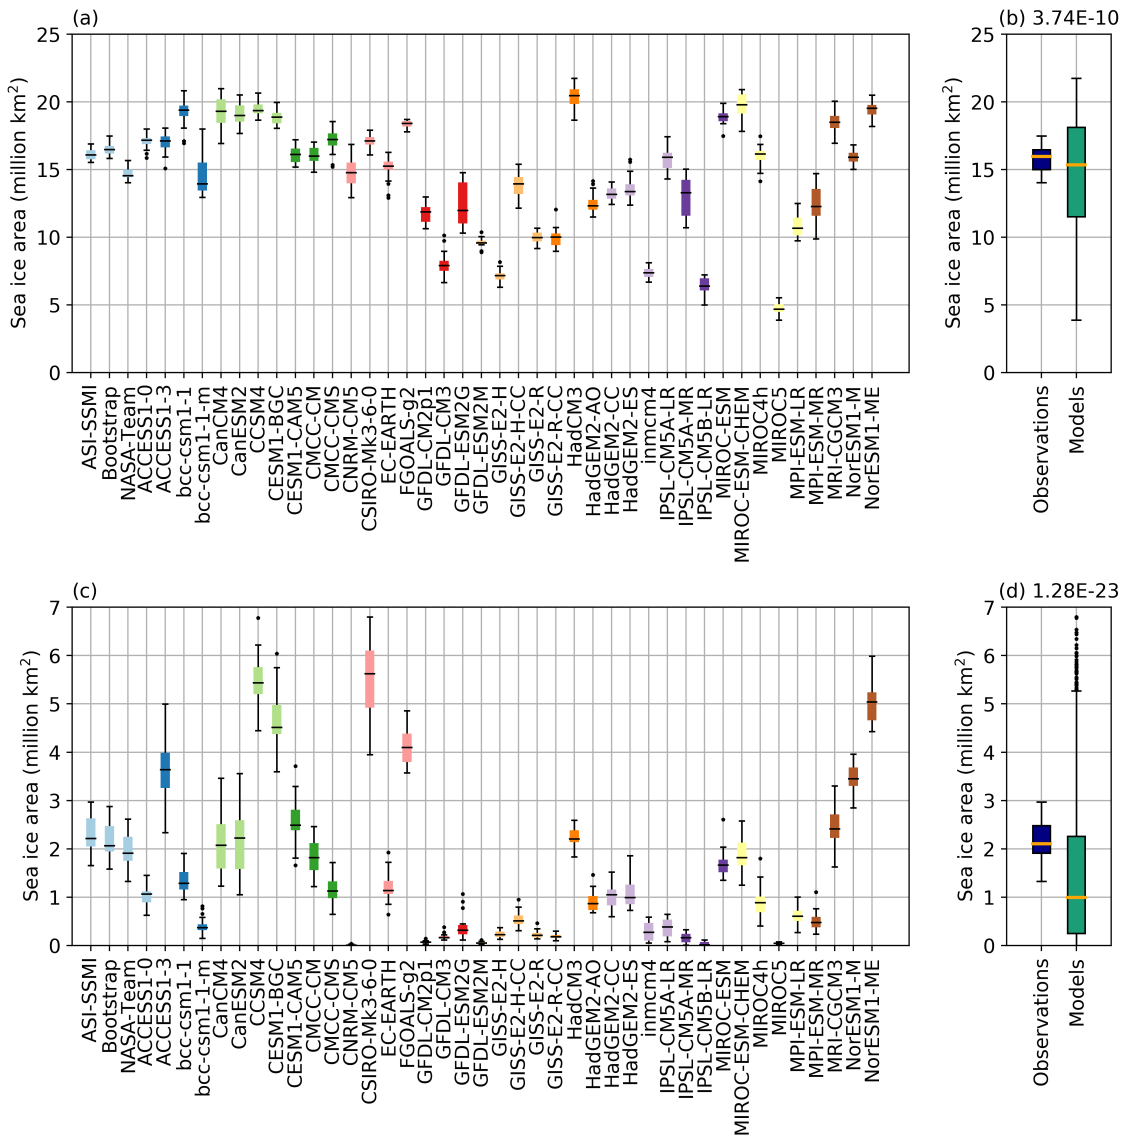 (a)
(b) 3.74E-10
Sea ice area (million km²)
25
20
15
10
5
0
ASI-SSMI
Bootstrap
NASA-Team
ACCESS1-0
ACCESS1-3
bcc-csm1-1
bcc-csm1-1-m
CanCM4
CanESM2
CCSM4
CESM1-BGC
CESM1-CAM5
CMCC-CM
CMCC-CMS
CNRM-CM5
CSIRO-Mk3-6-0
EC-EARTH
FGOALS-g2
GFDL-CM2p1
GFDL-CM3
GFDL-ESM2G
GFDL-ESM2M
GISS-E2-H
GISS-E2-H-CC
GISS-E2-R
GISS-E2-R-CC
HadCM3
HadGEM2-AO
HadGEM2-CC
HadGEM2-ES
inmcm4
IPSL-CM5A-LR
IPSL-CM5A-MR
IPSL-CM5B-LR
MIROC-ESM
MIROC-ESM-CHEM
MIROC4h
MIROC5
MPI-ESM-LR
MPI-ESM-MR
MRI-CGCM3
NorESM1-M
NorESM1-ME
Sea ice area (million km²)
25
20
15
10
5
0
Observations
Models
(c)
(d) 1.28E-23
Sea ice area (million km²)
7
6
5
4
3
2
1
0
ASI-SSMI
Bootstrap
NASA-Team
ACCESS1-0
ACCESS1-3
bcc-csm1-1
bcc-csm1-1-m
CanCM4
CanESM2
CCSM4
CESM1-BGC
CESM1-CAM5
CMCC-CM
CMCC-CMS
CNRM-CM5
CSIRO-Mk3-6-0
EC-EARTH
FGOALS-g2
GFDL-CM2p1
GFDL-CM3
GFDL-ESM2G
GFDL-ESM2M
GISS-E2-H
GISS-E2-H-CC
GISS-E2-R
GISS-E2-R-CC
HadCM3
HadGEM2-AO
HadGEM2-CC
HadGEM2-ES
inmcm4
IPSL-CM5A-LR
IPSL-CM5A-MR
IPSL-CM5B-LR
MIROC-ESM
MIROC-ESM-CHEM
MIROC4h
MIROC5
MPI-ESM-LR
MPI-ESM-MR
MRI-CGCM3
NorESM1-M
NorESM1-ME
Sea ice area (million km²)
7
6
5
4
3
2
1
0
Observations
Models